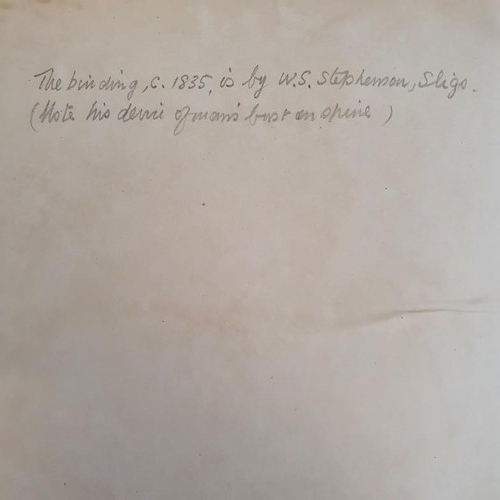 The binding, c. 1835, is by W.S. Stephenson, Sligo.
(Note his device of man's bust on spine)